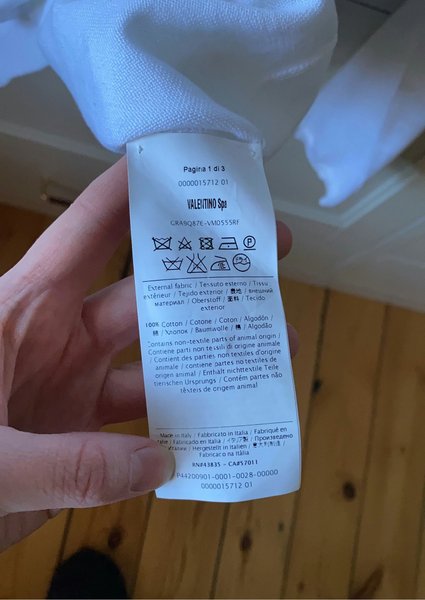 Pagina 1 di 3
0000015712 01
VALENTINO Spa
GRA9Q87E-VM0555RF
P
External fabric / Tessuto esterno / Tissu
extérieur / Tejido exterior / 表地 / внешний
материал / Oberstoff / 面料 / Tecido
exterior
100% Cotton / Cotone / Coton / Algodón /
綿 / Хлопок / Baumwolle / 棉 / Algodão
Contains non-textile parts of animal origin /
Contiene parti non tessili di origine animale
/ Contient des parties non textiles d'origine
animale / contiene partes no textiles de
origen animal / Enthält nichttextile Teile
tierischen Ursprungs / Contém partes não
têxteis de origem animal
Made in Italy / Fabbricato in Italia / Fabriqué en
Italie / Fabricado en Italia / イタリア製 / Произведено
Италии / Hergestellt in Italien / 意大利制造 /
Fabricado na Itália
RN#43835 - CA#57011
P44200901-0001-0028-00000
0000015712 01